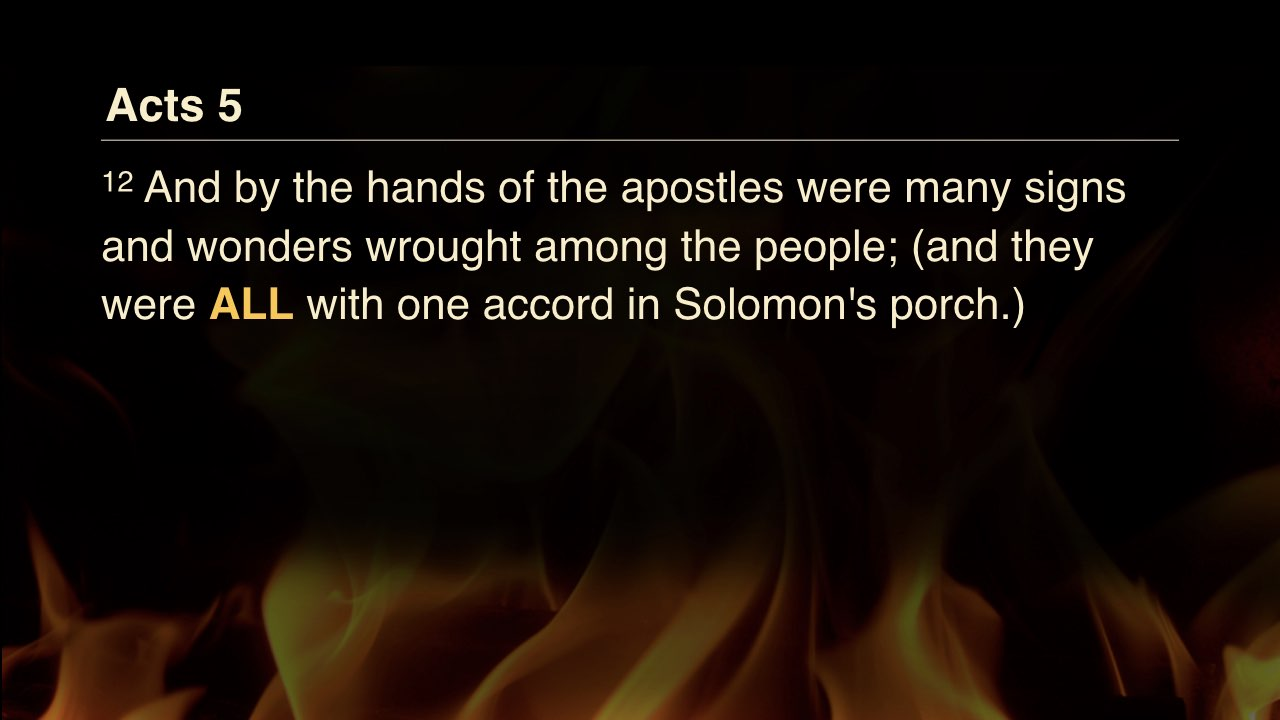 Acts 5
12 And by the hands of the apostles were many signs
and wonders wrought among the people; (and they
were ALL with one accord in Solomon's porch.)